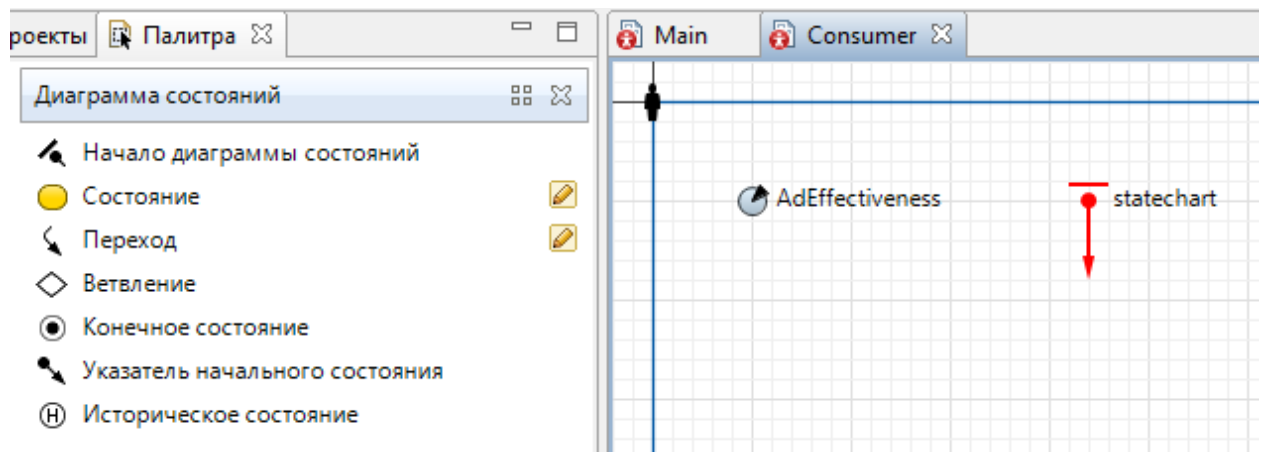 роекты Палитра
Main Consumer
Диаграмма состояний
Начало диаграммы состояний
Состояние
Переход
Ветвление
Конечное состояние
Указатель начального состояния
H Историческое состояние
AdEffectiveness
statechart